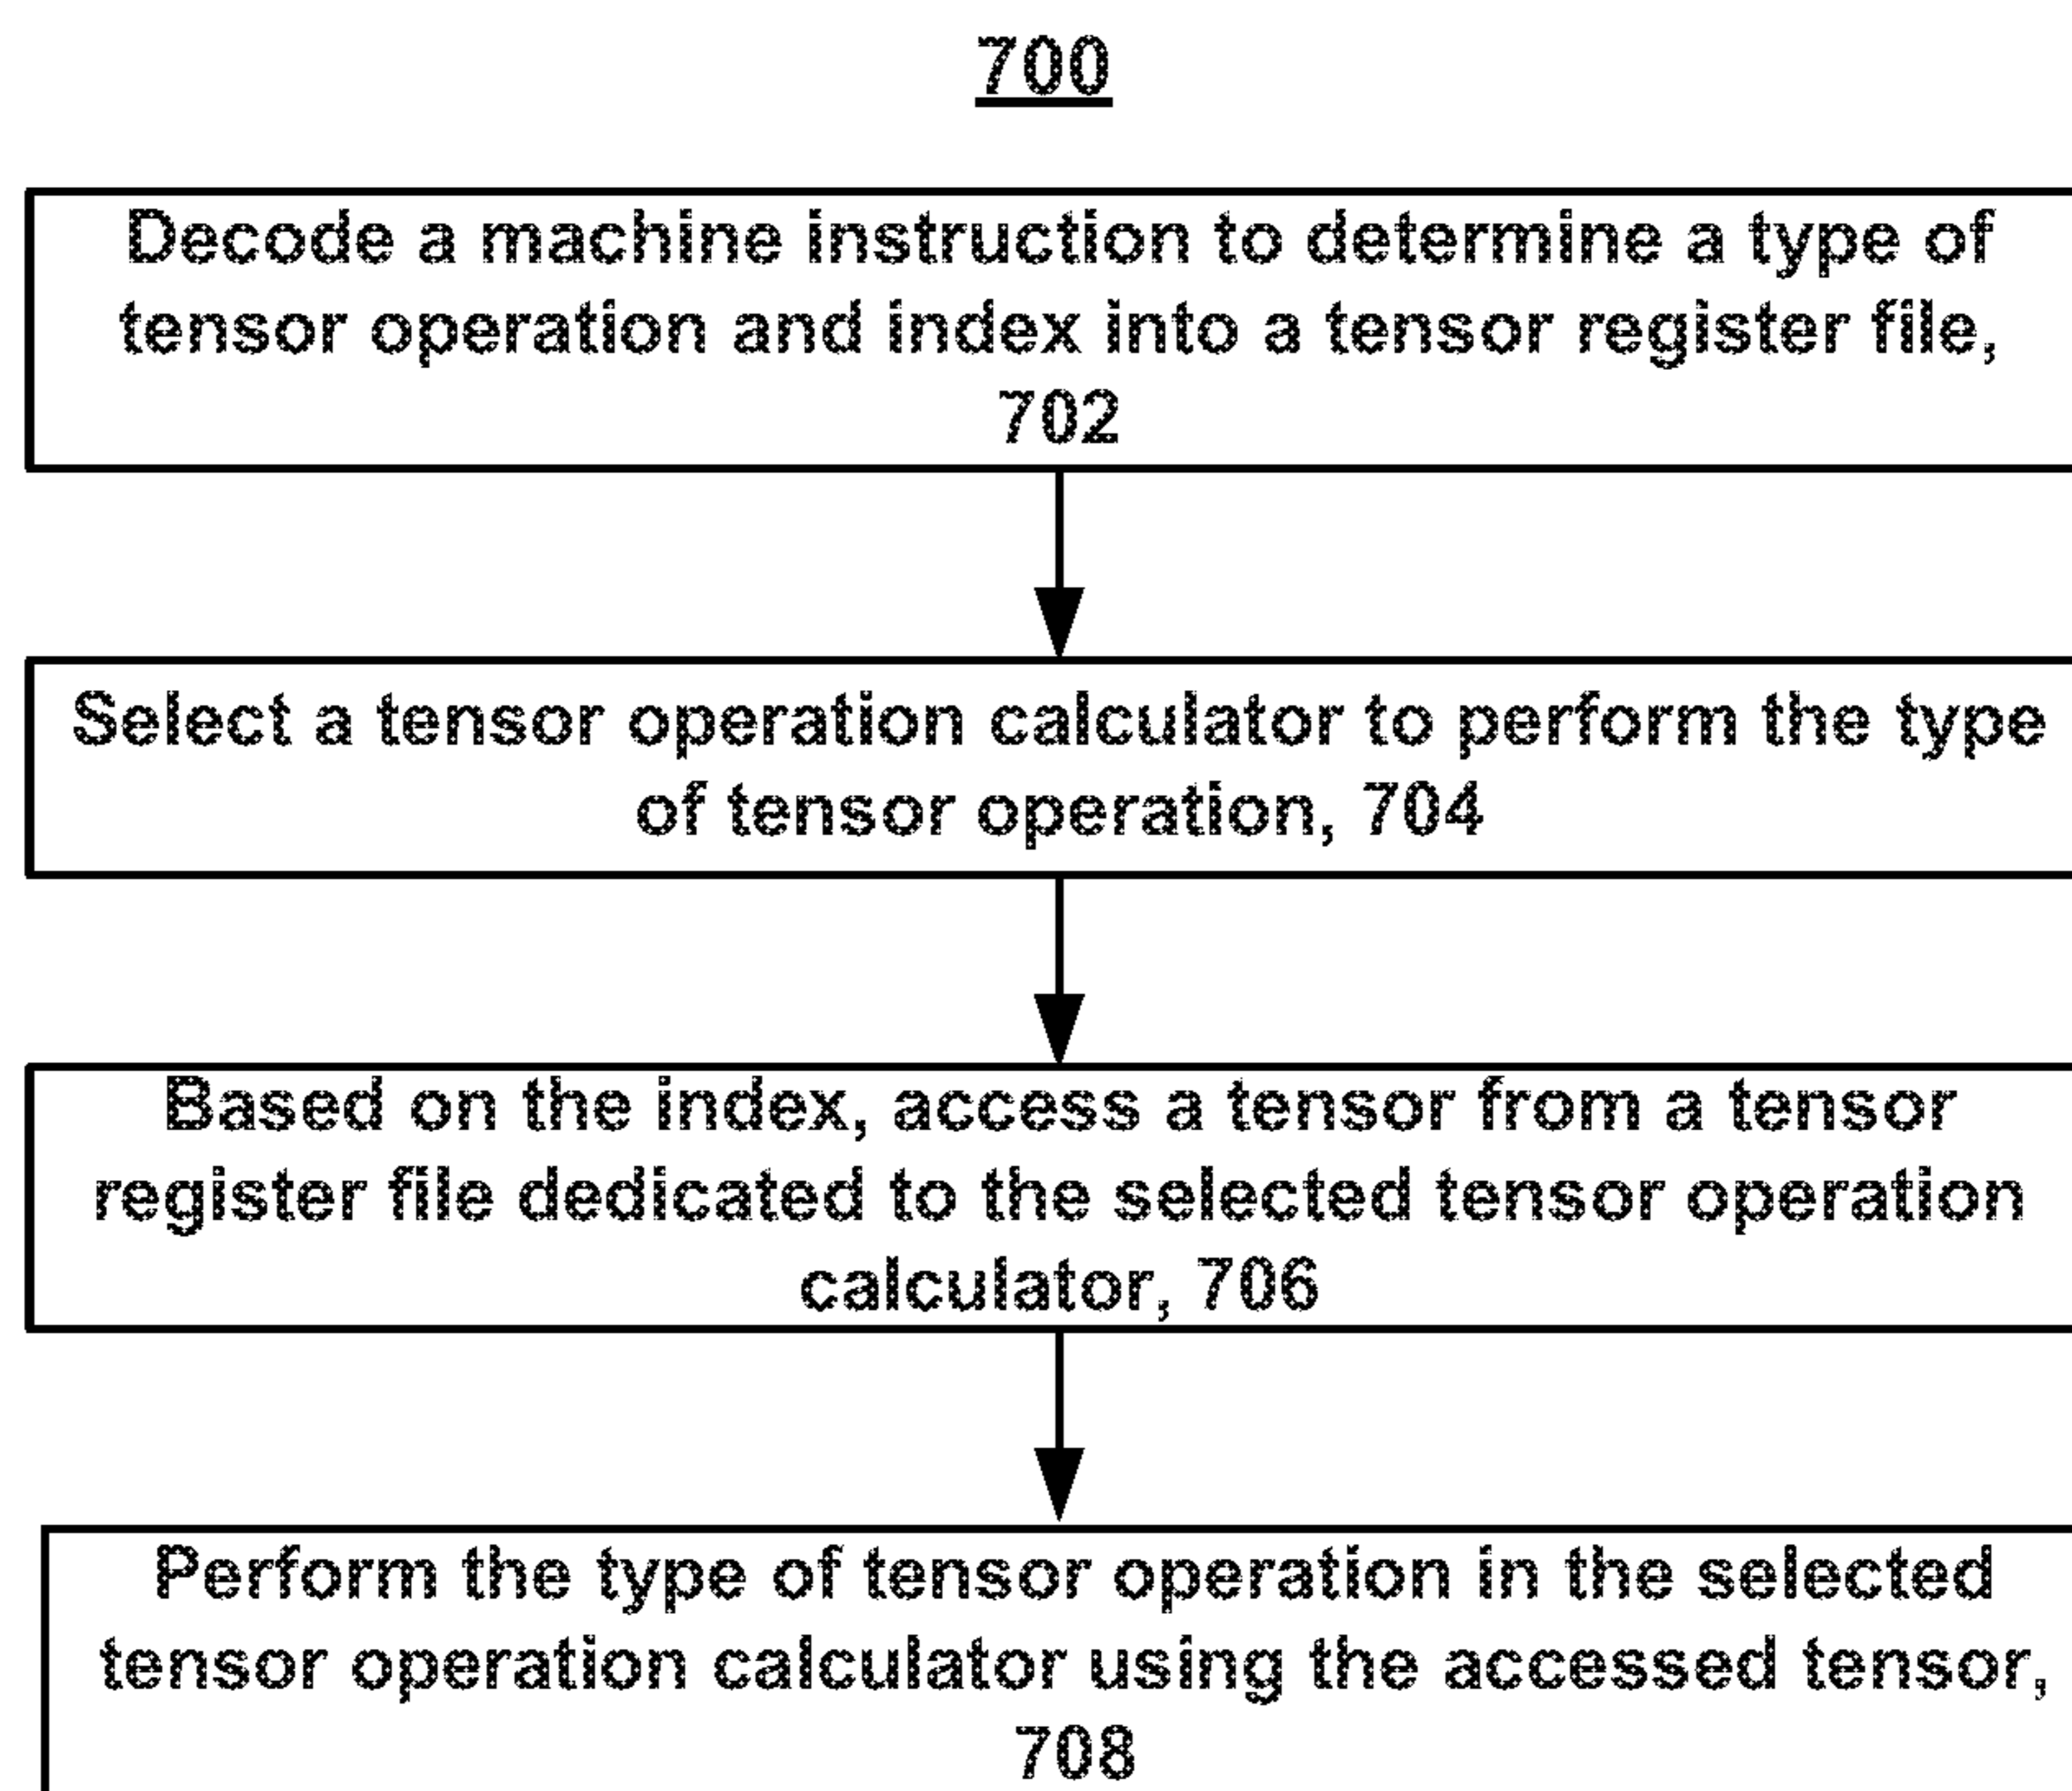 700
Decode a machine instruction to determine a type of
tensor operation and index into a tensor register file,
702
Select a tensor operation calculator to perform the type
of tensor operation, 704
Based on the index, access a tensor from a tensor
register file dedicated to the selected tensor operation
calculator, 706
Perform the type of tensor operation in the selected
tensor operation calculator using the accessed tensor,
708